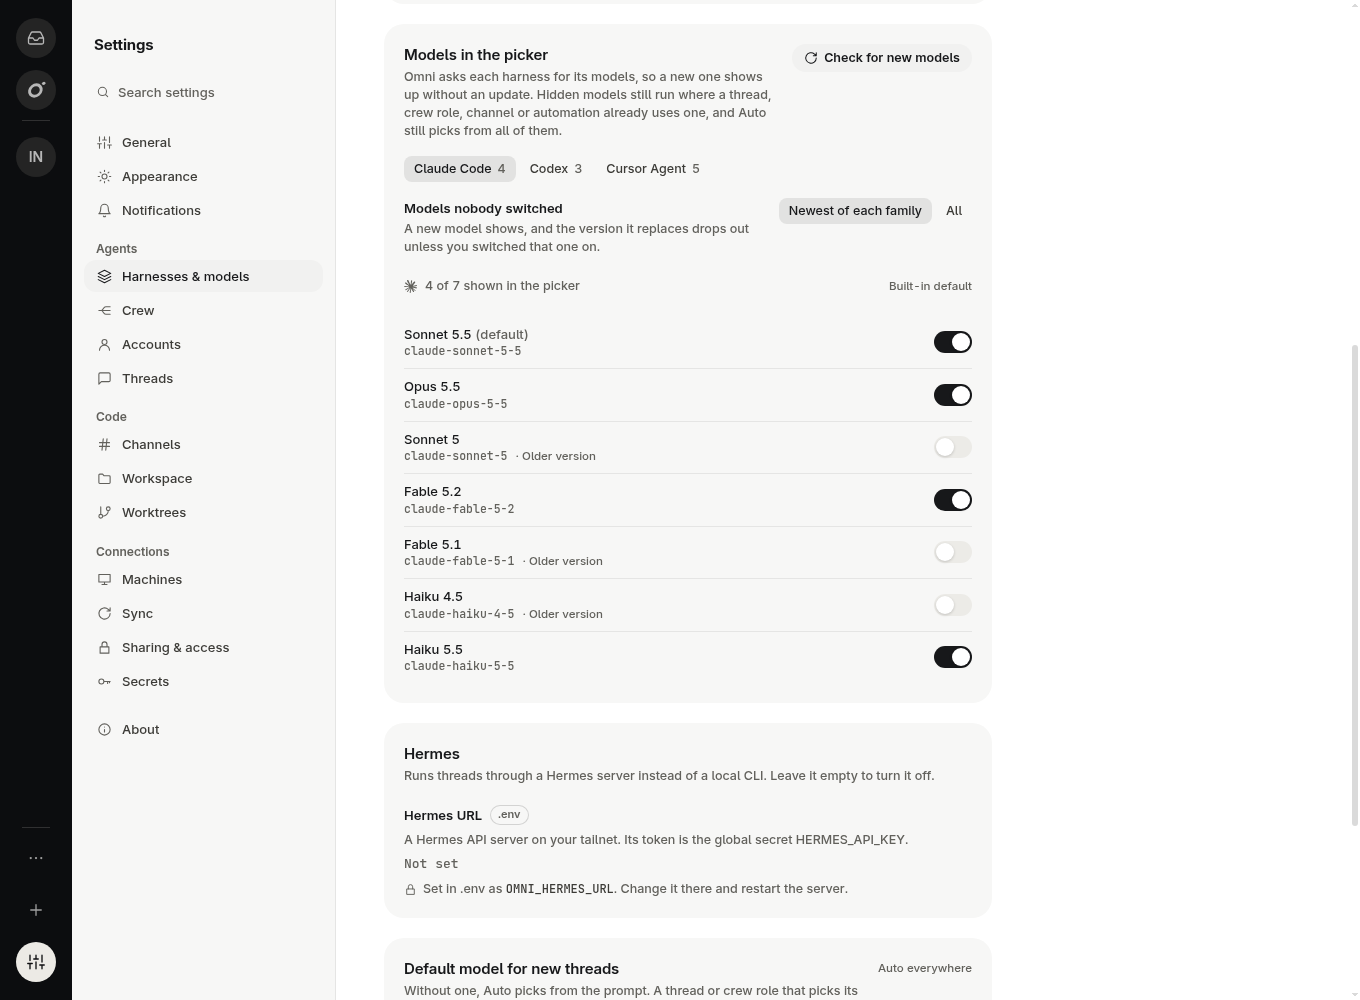 IN
Settings
Search settings
General
Appearance
Notifications
Agents
Harnesses & models
Crew
Accounts
Threads
Code
Channels
Workspace
Worktrees
Connections
Machines
Sync
Sharing & access
Secrets
About
Models in the picker
Check for new models
Omni asks each harness for its models, so a new one shows
up without an update. Hidden models still run where a thread,
crew role, channel or automation already uses one, and Auto
still picks from all of them.
Claude Code 4 Codex 3 Cursor Agent 5
Models nobody switched
Newest of each family All
A new model shows, and the version it replaces drops out
unless you switched that one on.
4 of 7 shown in the picker
Built-in default
Sonnet 5.5 (default)
claude-sonnet-5-5
Opus 5.5
claude-opus-5-5
Sonnet 5
claude-sonnet-5 · Older version
Fable 5.2
claude-fable-5-2
Fable 5.1
claude-fable-5-1 · Older version
Haiku 4.5
claude-haiku-4-5 · Older version
Haiku 5.5
claude-haiku-5-5
Hermes
Runs threads through a Hermes server instead of a local CLI. Leave it empty to turn it off.
Hermes URL .env
A Hermes API server on your tailnet. Its token is the global secret HERMES_API_KEY.
Not set
Set in .env as OMNI_HERMES_URL. Change it there and restart the server.
Default model for new threads
Auto everywhere
Without one, Auto picks from the prompt. A thread or crew role that picks its